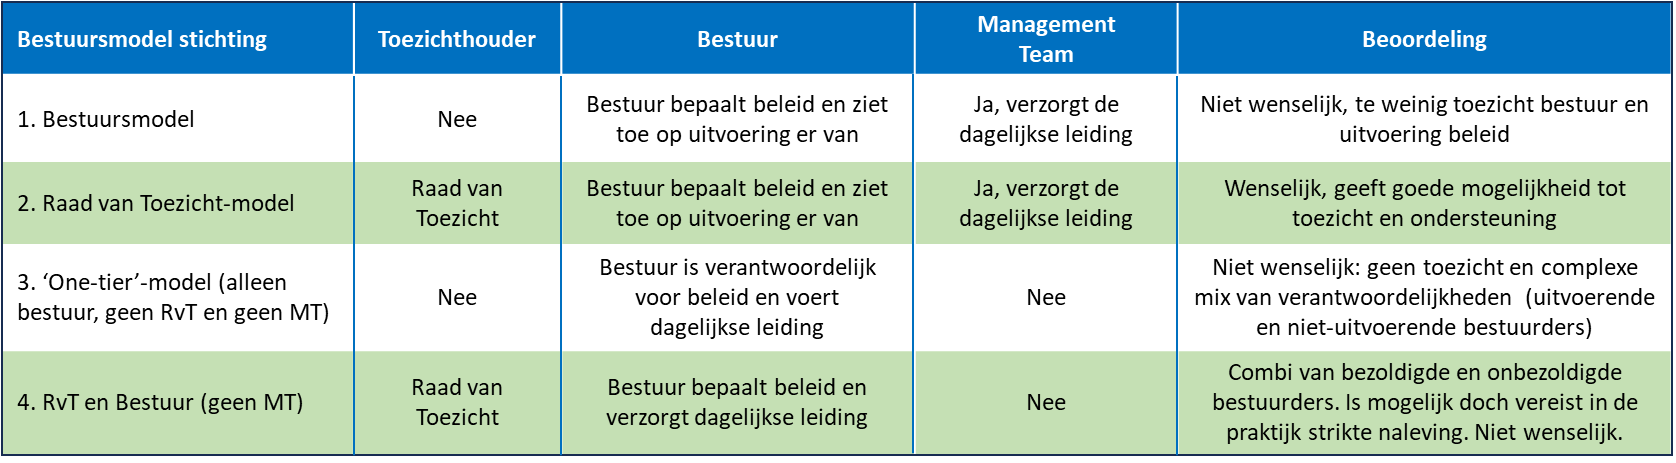 Bestuursmodel stichting
Toezichthouder
Bestuur
Management
Team
Beoordeling
1. Bestuursmodel
Nee
Bestuur bepaalt beleid en ziet
toe op uitvoering er van
Ja, verzorgt de
dagelijkse leiding
Niet wenselijk, te weinig toezicht bestuur en
uitvoering beleid
2. Raad van Toezicht-model
Raad van
Toezicht
Bestuur bepaalt beleid en ziet
toe op uitvoering er van
Ja, verzorgt de
dagelijkse leiding
Wenselijk, geeft goede mogelijkheid tot
toezicht en ondersteuning
3. ‘One-tier’-model (alleen
bestuur, geen RvT en geen MT)
Nee
Bestuur is verantwoordelijk
voor beleid en voert
dagelijkse leiding
Nee
Niet wenselijk: geen toezicht en complexe
mix van verantwoordelijkheden (uitvoerende
en niet-uitvoerende bestuurders)
4. RvT en Bestuur (geen MT)
Raad van
Toezicht
Bestuur bepaalt beleid en
verzorgt dagelijkse leiding
Nee
Combi van bezoldigde en onbezoldigde
bestuurders. Is mogelijk doch vereist in de
praktijk strikte naleving. Niet wenselijk.